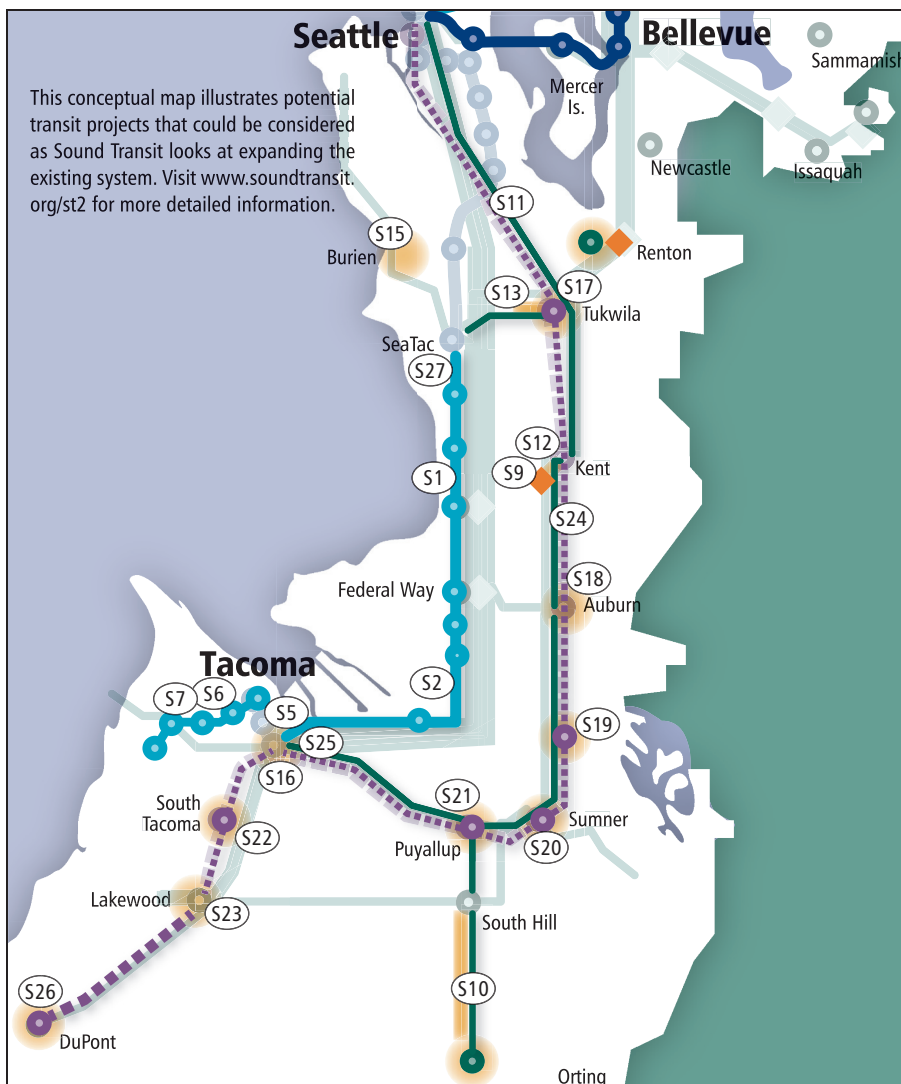 Seattle
Bellevue
Sammamish
This conceptual map illustrates potential
transit projects that could be considered
as Sound Transit looks at expanding the
existing system. Visit www.soundtransit.
org/st2 for more detailed information.
Mercer
Is.
Newcastle
Issaquah
S11
S15
Burien
Renton
S17
S13
Tukwila
SeaTac
S27
S12
S9
Kent
S1
S24
Federal Way
S18
Auburn
Tacoma
S7
S6
S2
S5
S25
S19
S16
South
Tacoma
S21
Sumner
S22
Puyallup
S20
Lakewood
S23
South Hill
S26
S10
DuPont
Orting